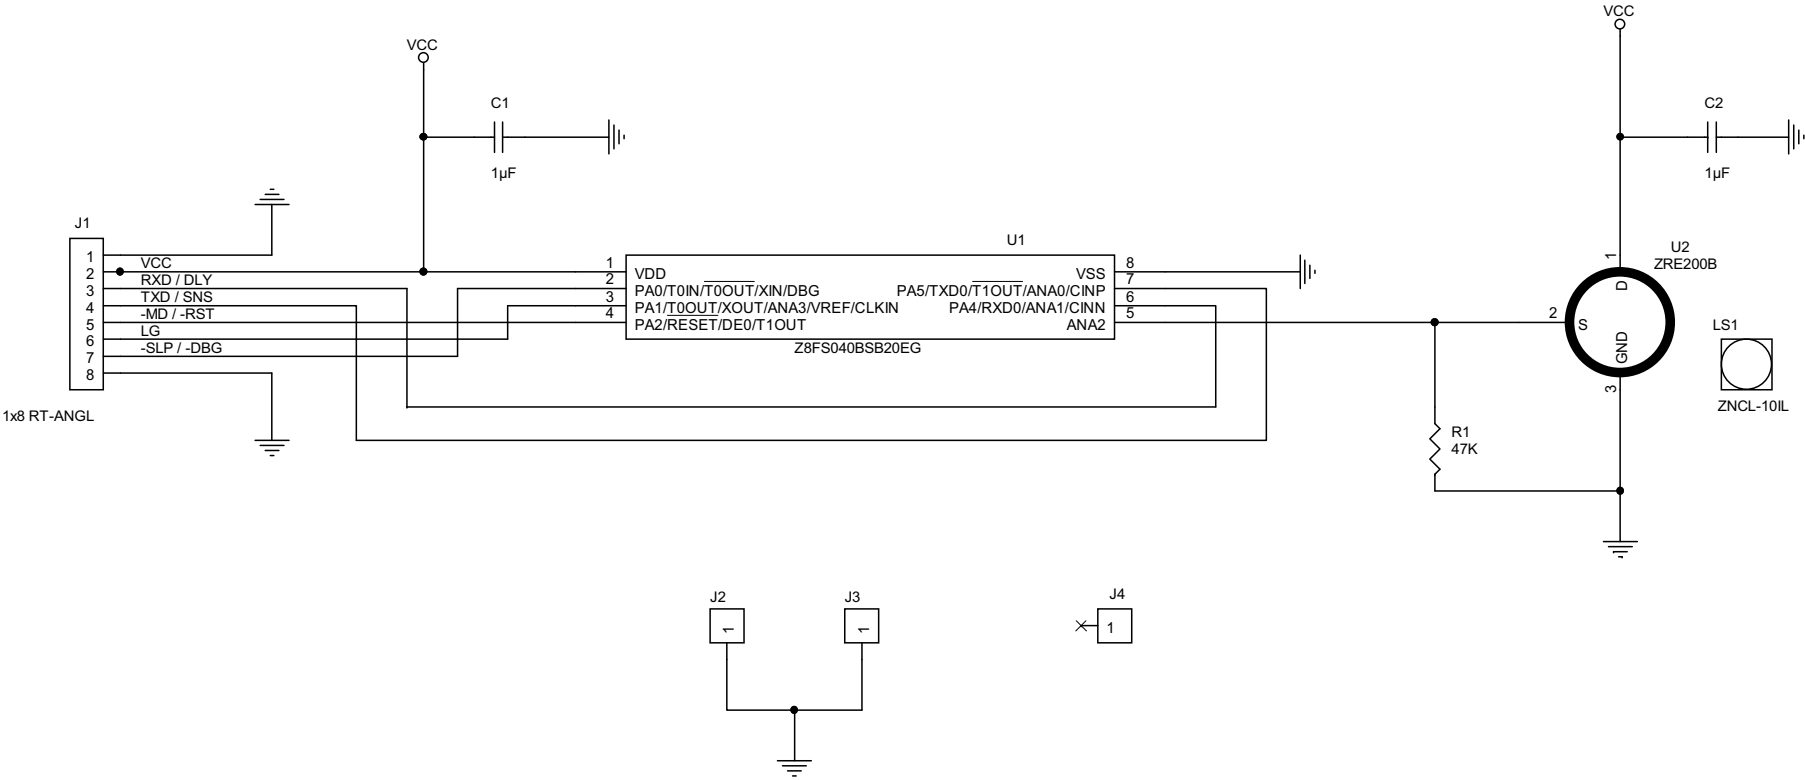 VCC
C1
1µF
VCC
C2
1µF
J1
1
2
3
4
5
6
7
8
VCC
RXD / DLY
TXD / SNS
-MD / -RST
LG
-SLP / -DBG
1x8 RT-ANGL
U1
1
2
3
4
VDD
PA0/T0IN/T0OUT/XIN/DBG
PA1/T0OUT/XOUT/ANA3/VREF/CLKIN
PA2/RESET/DE0/T1OUT
VSS
PA5/TXD0/T1OUT/ANA0/CINP
PA4/RXD0/ANA1/CINN
ANA2
8
7
6
5
Z8FS040BSB20EG
U2
ZRE200B
1
D
2
S
GND
3
LS1
ZNCL-10IL
R1
47K
J2
1
J3
1
J4
1